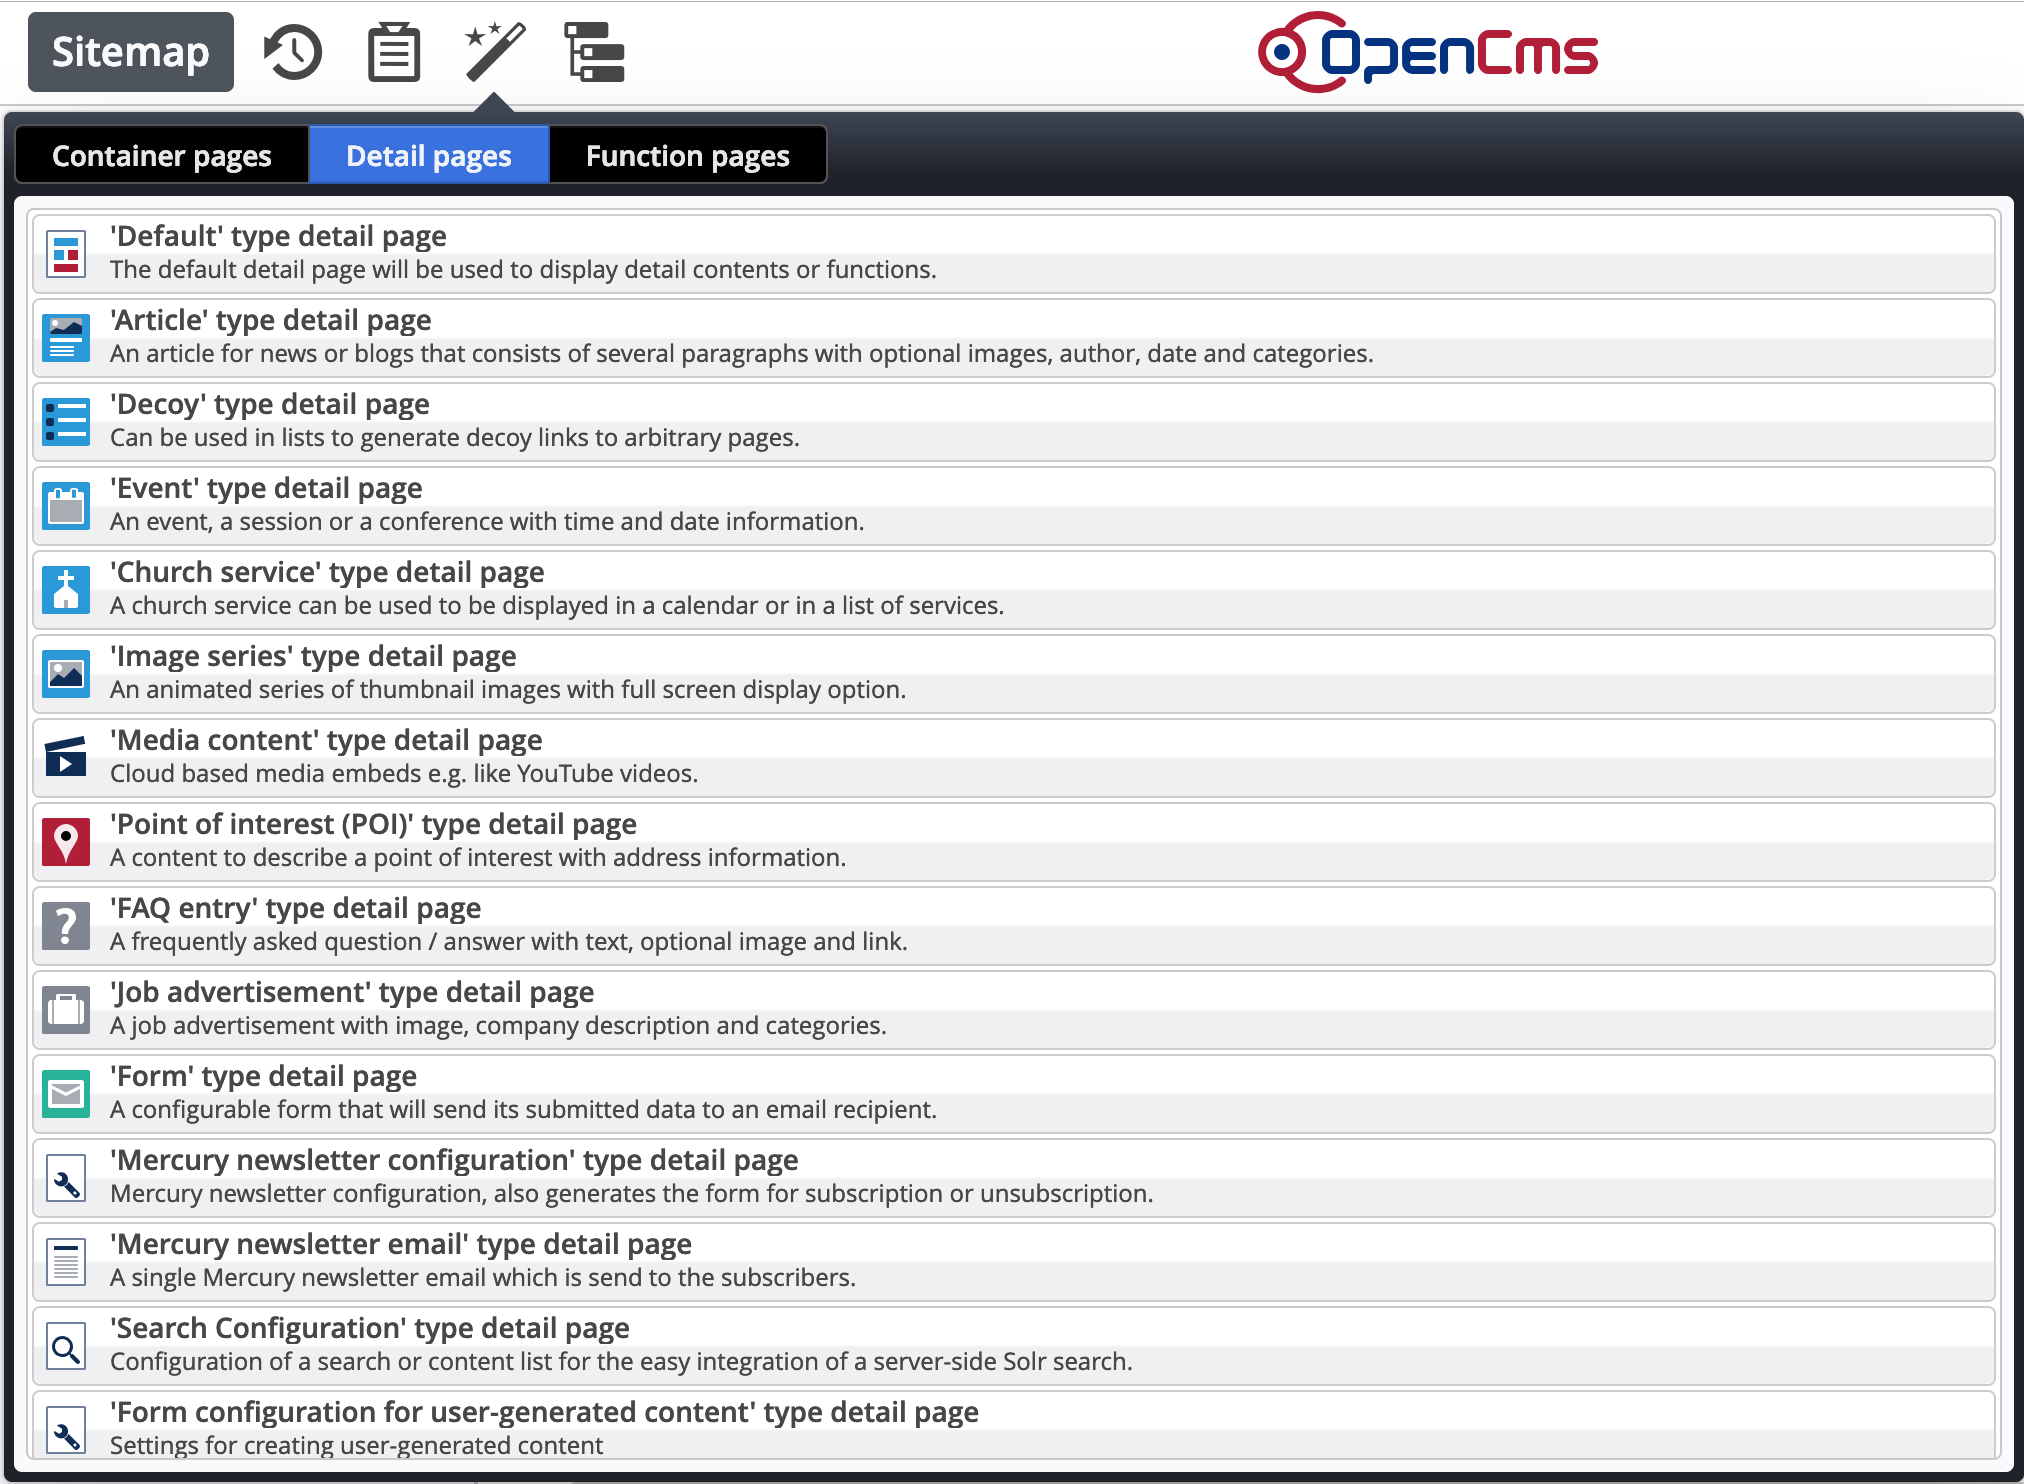 Sitemap
OpenCms
Container pages
Detail pages
Function pages
'Default' type detail page
The default detail page will be used to display detail contents or functions.
'Article' type detail page
An article for news or blogs that consists of several paragraphs with optional images, author, date and categories.
'Decoy' type detail page
Can be used in lists to generate decoy links to arbitrary pages.
'Event' type detail page
An event, a session or a conference with time and date information.
'Church service' type detail page
A church service can be used to be displayed in a calendar or in a list of services.
'Image series' type detail page
An animated series of thumbnail images with full screen display option.
'Media content' type detail page
Cloud based media embeds e.g. like YouTube videos.
'Point of interest (POI)' type detail page
A content to describe a point of interest with address information.
'FAQ entry' type detail page
A frequently asked question / answer with text, optional image and link.
'Job advertisement' type detail page
A job advertisement with image, company description and categories.
'Form' type detail page
A configurable form that will send its submitted data to an email recipient.
'Mercury newsletter configuration' type detail page
Mercury newsletter configuration, also generates the form for subscription or unsubscription.
'Mercury newsletter email' type detail page
A single Mercury newsletter email which is send to the subscribers.
'Search Configuration' type detail page
Configuration of a search or content list for the easy integration of a server-side Solr search.
'Form configuration for user-generated content' type detail page
Settings for creating user-generated content